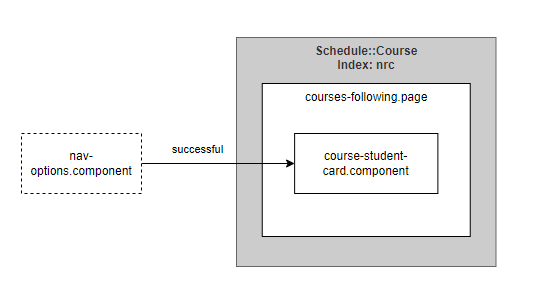 Schedule::Course
Index: nrc
courses-following.page
successful
nav-
options.component
course-student-
card.component